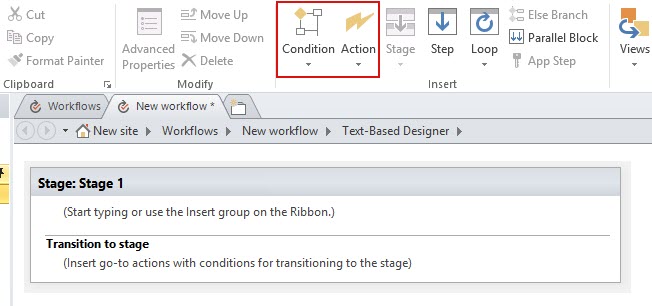 Cut
Copy
Format Painter
Clipboard
Advanced Properties
Move Up
Move Down
Delete
Modify
Condition
Action
Stage
Step
Loop
Else Branch
Parallel Block
App Step
Insert
Views
Workflows
New workflow *
New site
Workflows
New workflow
Text-Based Designer
Stage: Stage 1
(Start typing or use the Insert group on the Ribbon.)
Transition to stage
(Insert go-to actions with conditions for transitioning to the stage)